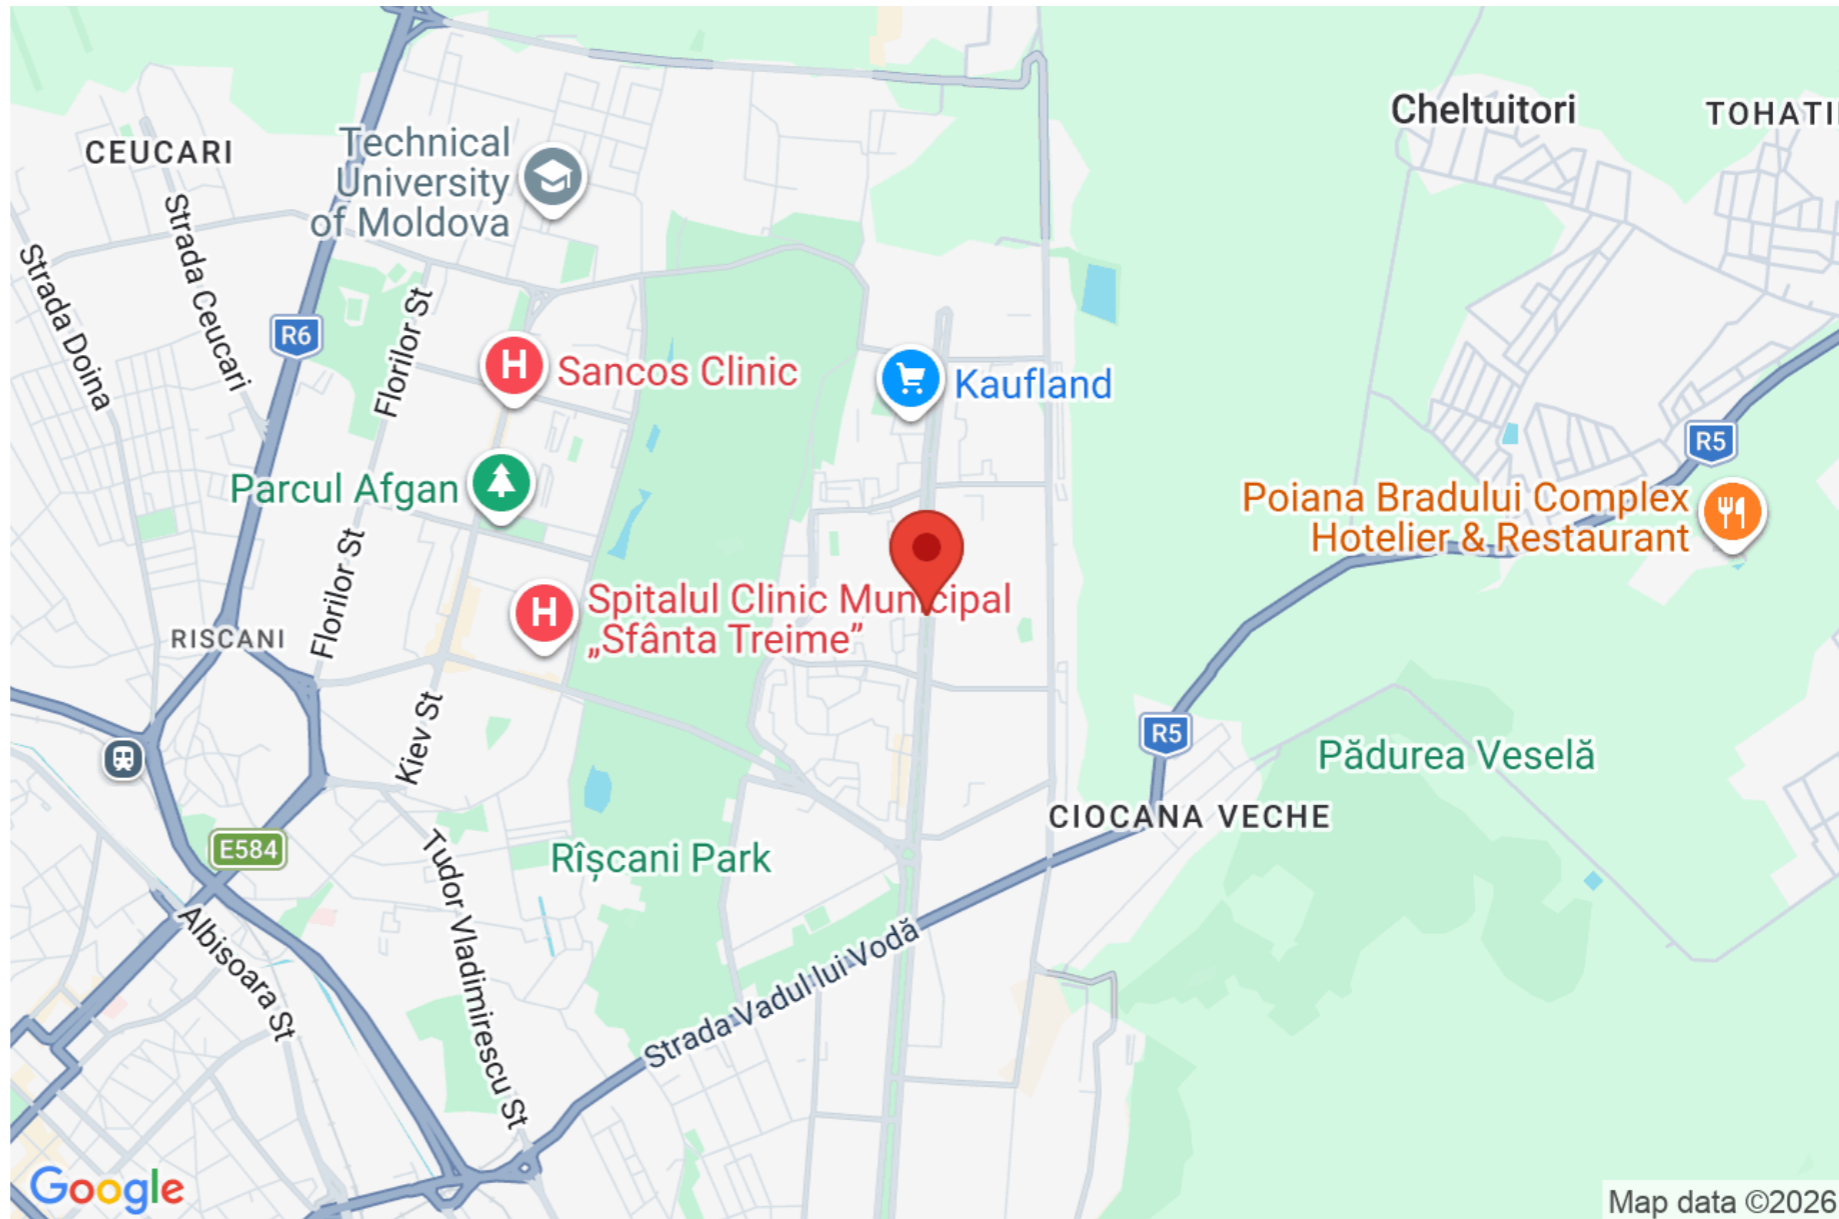 Cheltuitori
TOHATI
CEUCARI
Technical
University
of Moldova
Strada Ceucari
Strada Doina
Florilor St
R6
H
Sancos Clinic
Kaufland
R5
Parcul Afgan
Poiana Bradului Complex
Hotelier & Restaurant
Florilor St
H
Spitalul Clinic Municipal
„Sfânta Treime”
RISCANI
Kiev St
R5
Pădurea Veselă
CIOCANA VECHE
E584
Rîșcani Park
Tudor Vladimirescu St
Albisoara St
Strada Vadul lui Vodă
Google
Map data ©2026